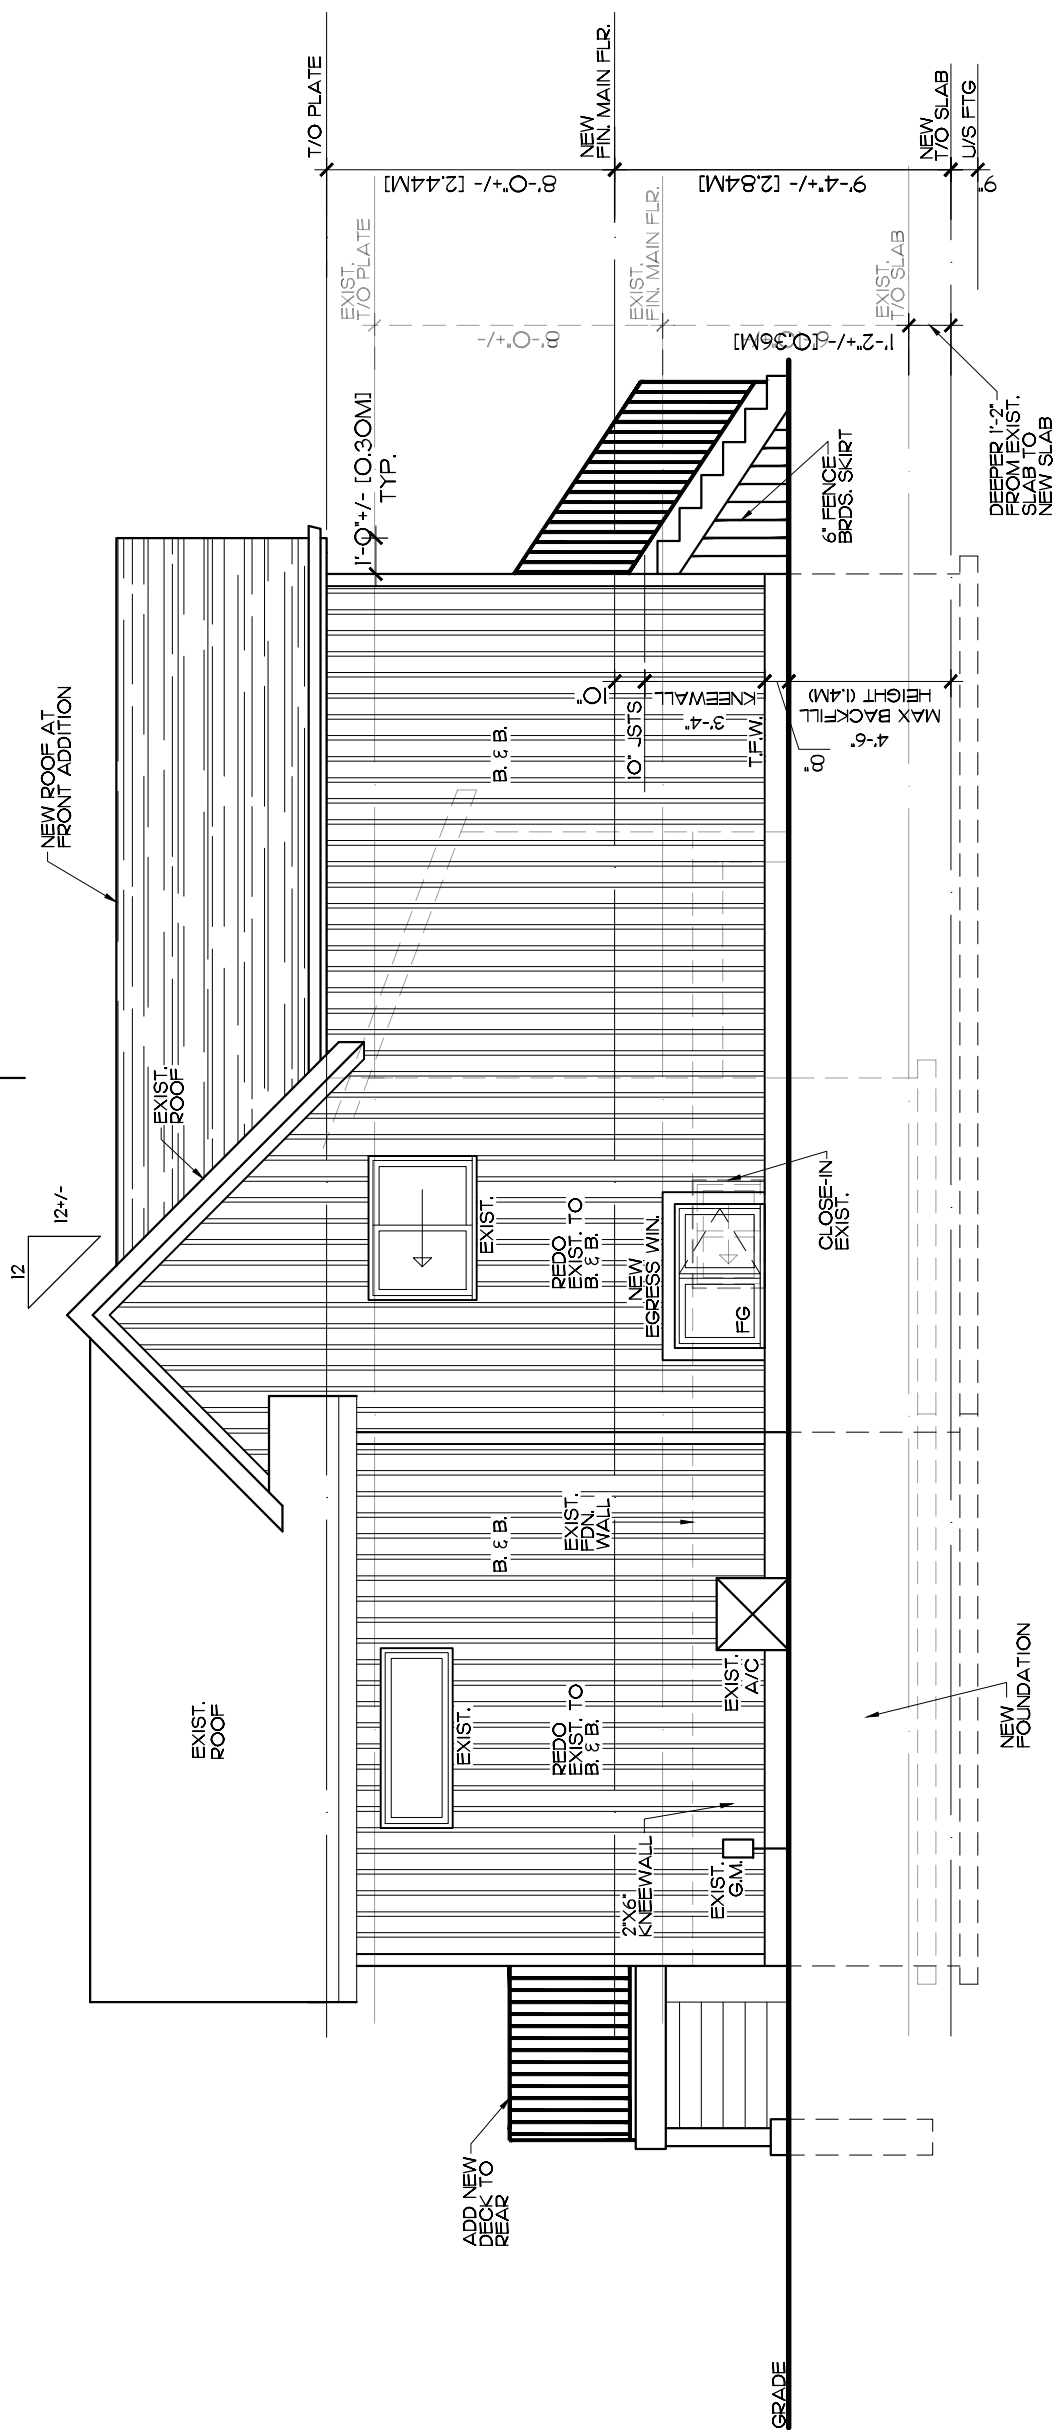 NEW ROOF AT
FRONT ADDITION
EXIST.
ROOF
12
12+/-
EXIST.
ROOF
T/O PLATE
8'-0"+/- [2.44M]
NEW
FIN. MAIN FLR.
9'-4"+/- [2.84M]
NEW
T/O SLAB
U/S FTG
9"
EXIST.
T/O PLATE
8'-0"+/-
EXIST.
FIN. MAIN FLR.
EXIST.
T/O SLAB
1'-2"+/- [0.36M]
DEEPER 1'-2"
FROM EXIST.
SLAB TO
NEW SLAB
1'-0"+/- [0.30M]
TYP.
6" FENCE
BRDS. SKIRT
B. & B.
10"
10" JSTS
3'-4"
KNEEWALL
T.F.W.
8"
4'-6"
MAX BACKFILL
HEIGHT (1.4M)
EXIST.
REDO
EXIST. TO
B. & B.
NEW
EGRESS WIN.
FG
CLOSE-IN
EXIST.
B. & B.
EXIST.
FDN.
WALL
EXIST.
REDO
EXIST. TO
B. & B.
EXIST.
A/C
2"X6"
KNEEWALL
EXIST.
G.M.
NEW
FOUNDATION
ADD NEW
DECK TO
REAR
GRADE